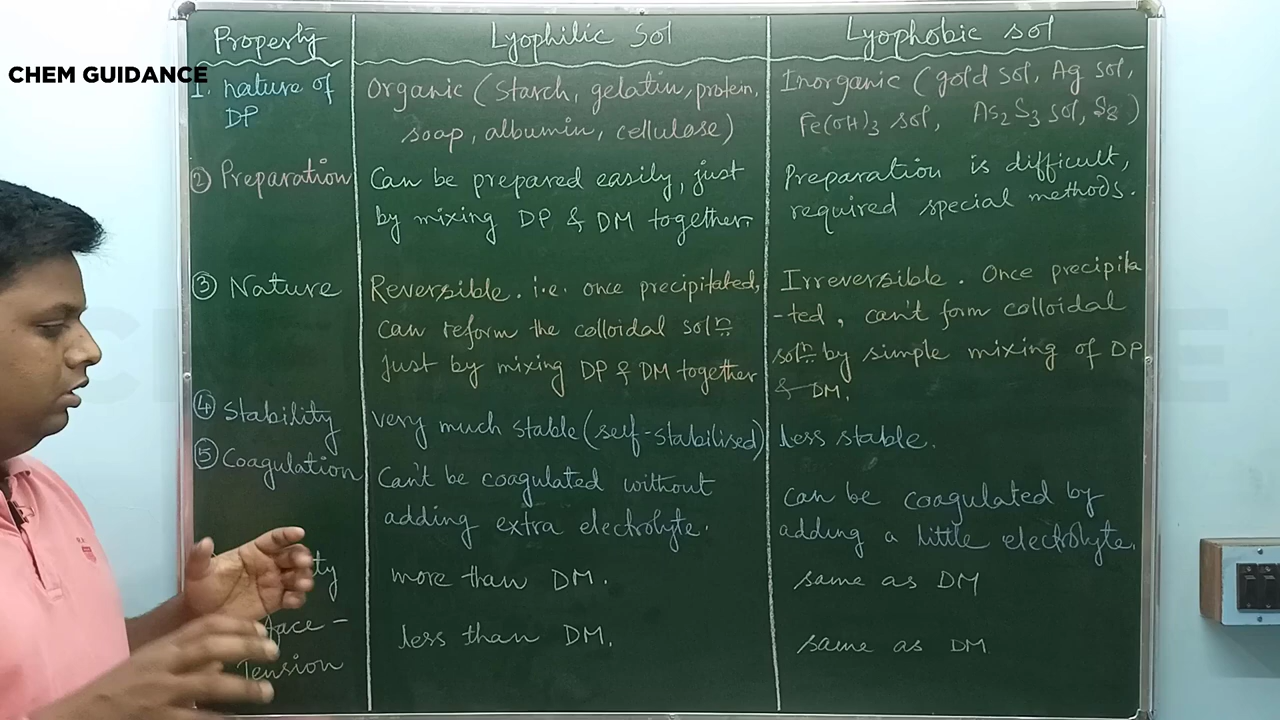 CHEM GUIDANCE
Property
Lyophilic Sol
Lyophobic sol
1. nature of
DP
Organic (Starch, gelatin, protein,
soap, albumin, cellulose)
Inorganic (gold sol, Ag sol,
Fe(OH)3 sol, As2S3 sol, S8)
② Preparation
Can be prepared easily, just
by mixing DP & DM together.
Preparation is difficult,
required special methods.
③ Nature
Reversible. i.e. once precipitated,
can reform the colloidal soln
just by mixing DP & DM together
Irreversible. Once precipita
-ted, can't form colloidal
soln by simple mixing of DP
& DM.
④ Stability
very much stable (self-stabilised)
less stable.
⑤ Coagulation
Can't be coagulated without
adding extra electrolyte.
can be coagulated by
adding a little electrolyte.
more than DM.
same as DM
Tension
less than DM.
same as DM